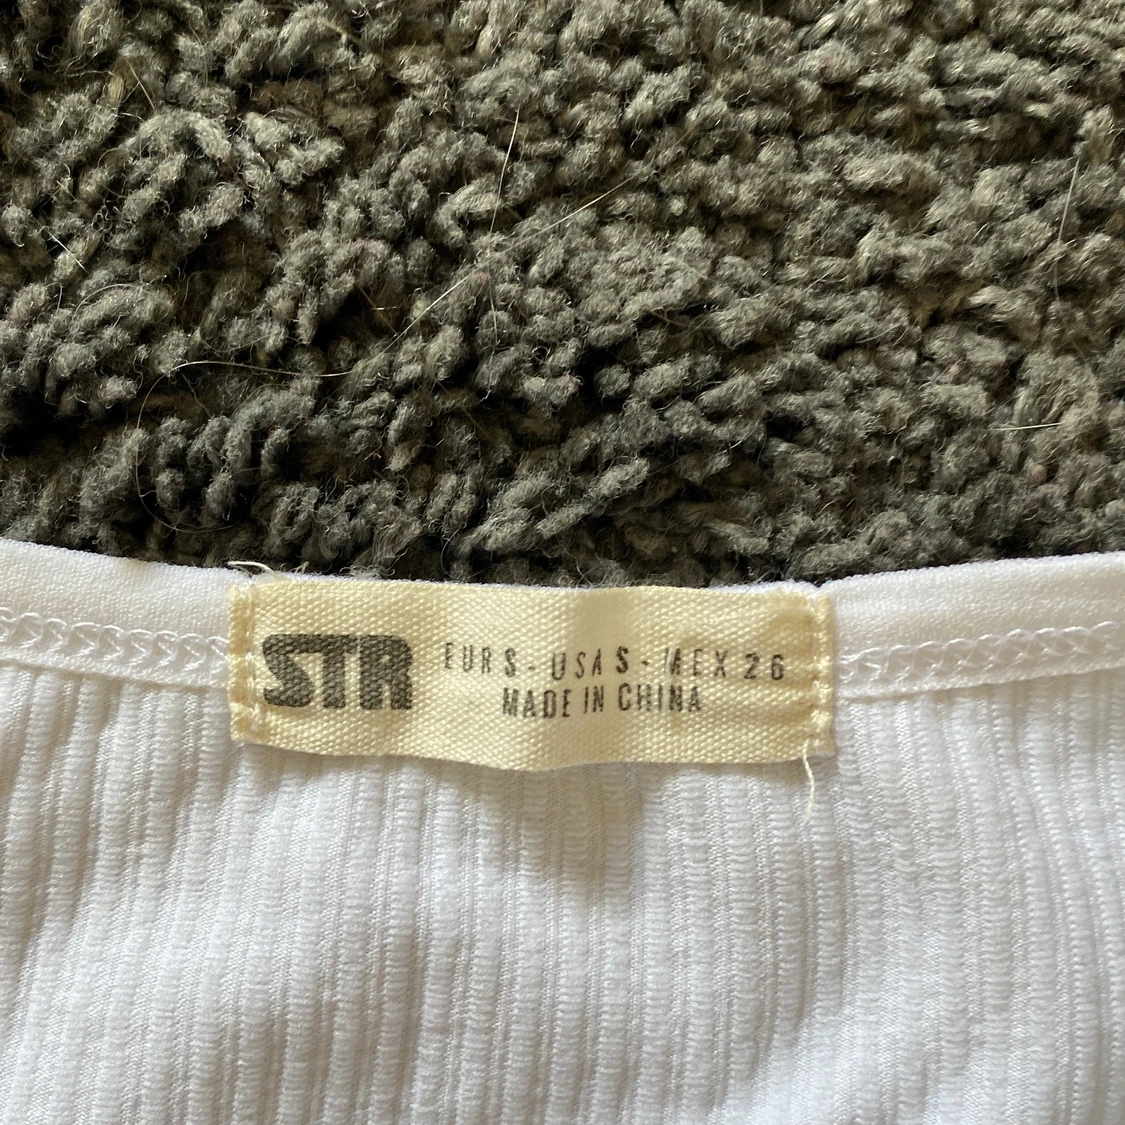 STR
EUR S - USA S - MEX 26
MADE IN CHINA